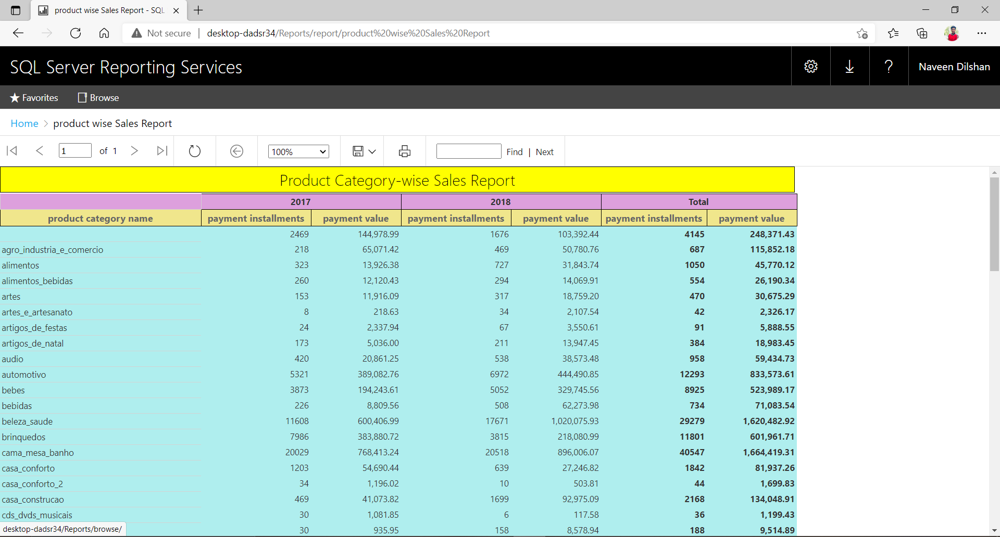 product wise Sales Report - SQL
Not secure | desktop-dadsr34/Reports/report/product%20wise%20Sales%20Report
SQL Server Reporting Services
? Naveen Dilshan
Favorites Browse
Home > product wise Sales Report
1 of 1 100% Find | Next
Product Category-wise Sales Report
2017 2018 Total
product category name payment installments payment value payment installments payment value payment installments payment value
2469 144,978.99 1676 103,392.44 4145 248,371.43
agro_industria_e_comercio 218 65,071.42 469 50,780.76 687 115,852.18
alimentos 323 13,926.38 727 31,843.74 1050 45,770.12
alimentos_bebidas 260 12,120.43 294 14,069.91 554 26,190.34
artes 153 11,916.09 317 18,759.20 470 30,675.29
artes_e_artesanato 8 218.63 34 2,107.54 42 2,326.17
artigos_de_festas 24 2,337.94 67 3,550.61 91 5,888.55
artigos_de_natal 173 5,036.00 211 13,947.45 384 18,983.45
audio 420 20,861.25 538 38,573.48 958 59,434.73
automotivo 5321 389,082.76 6972 444,490.85 12293 833,573.61
bebes 3873 194,243.61 5052 329,745.56 8925 523,989.17
bebidas 226 8,809.56 508 62,273.98 734 71,083.54
beleza_saude 11608 600,406.99 17671 1,020,075.93 29279 1,620,482.92
brinquedos 7986 383,880.72 3815 218,080.99 11801 601,961.71
cama_mesa_banho 20029 768,413.24 20518 896,006.07 40547 1,664,419.31
casa_conforto 1203 54,690.44 639 27,246.82 1842 81,937.26
casa_conforto_2 34 1,196.02 10 503.81 44 1,699.83
casa_construcao 469 41,073.82 1699 92,975.09 2168 134,048.91
cds_dvds_musicais 30 1,081.85 6 117.58 36 1,199.43
30 935.95 158 8,578.94 188 9,514.89
desktop-dadsr34/Reports/browse/